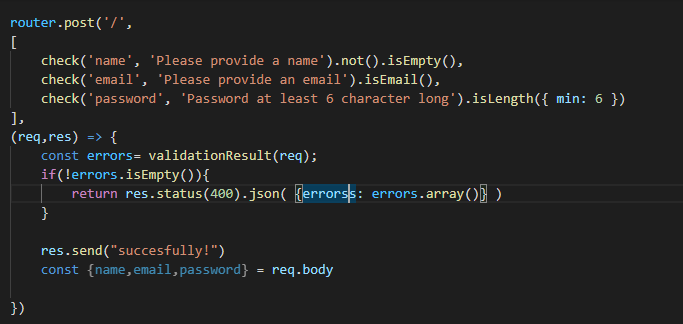 router.post('/',
[
    check('name', 'Please provide a name').not().isEmpty(),
    check('email', 'Please provide an email').isEmail(),
    check('password', 'Password at least 6 character long').isLength({ min: 6 })
],
(req,res) => {
    const errors= validationResult(req);
    if(!errors.isEmpty()){
        return res.status(400).json( {errorss: errors.array()} )
    }
    res.send("succesfully!")
    const {name,email,password} = req.body
})